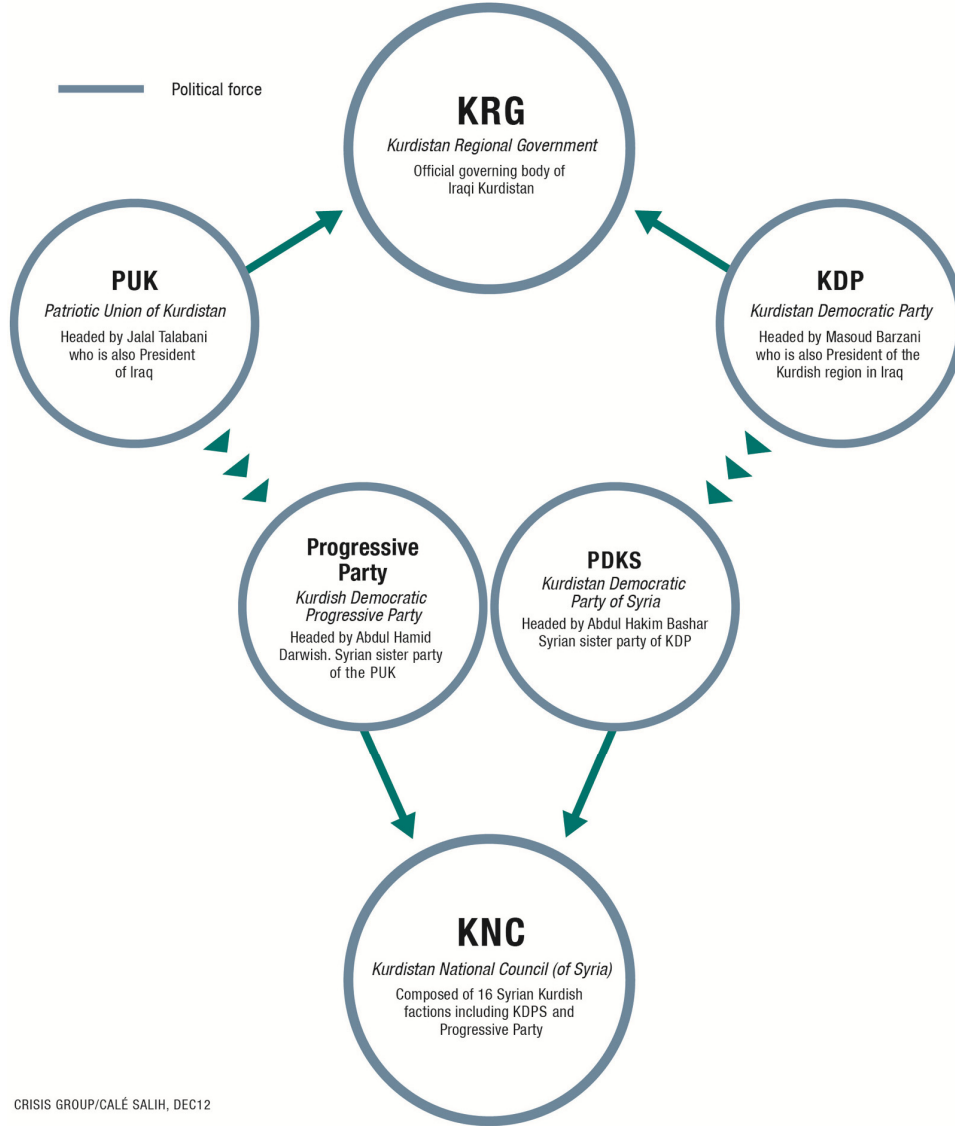 Political force
KRG
Kurdistan Regional Government
Official governing body of
Iraqi Kurdistan
PUK
Patriotic Union of Kurdistan
Headed by Jalal Talabani
who is also President
of Iraq
KDP
Kurdistan Democratic Party
Headed by Masoud Barzani
who is also President of the
Kurdish region in Iraq
Progressive
Party
Kurdish Democratic
Progressive Party
Headed by Abdul Hamid
Darwish. Syrian sister party
of the PUK
PDKS
Kurdistan Democratic
Party of Syria
Headed by Abdul Hakim Bashar
Syrian sister party of KDP
KNC
Kurdistan National Council (of Syria)
Composed of 16 Syrian Kurdish
factions including KDPS and
Progressive Party
CRISIS GROUP/CALÉ SALIH, DEC12